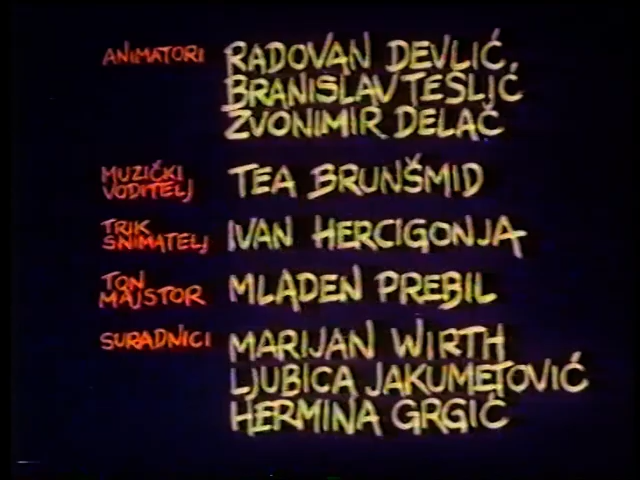 ANIMATORI RADOVAN DEVLIĆ,
BRANISLAV TEŠLJĆ
ZVONIMIR DELAČ
MUZIČKI VODITELJ TEA BRUNŠMID
TRIK SNIMATELJ IVAN HERCIGONJA
TON MAJSTOR MLADEN PREBIL
SURADNICI MARIJAN WIRTH
LJUBICA JAKUMETOVIĆ
HERMINA GRGIĆ